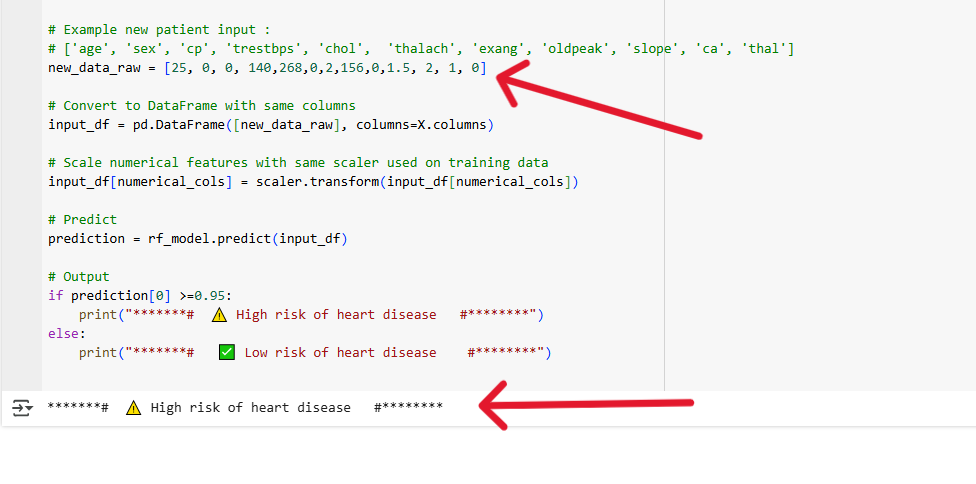 # Example new patient input :
# ['age', 'sex', 'cp', 'trestbps', 'chol',  'thalach', 'exang', 'oldpeak', 'slope', 'ca', 'thal']
new_data_raw = [25, 0, 0, 140,268,0,2,156,0,1.5, 2, 1, 0]
# Convert to DataFrame with same columns
input_df = pd.DataFrame([new_data_raw], columns=X.columns)
# Scale numerical features with same scaler used on training data
input_df[numerical_cols] = scaler.transform(input_df[numerical_cols])
# Predict
prediction = rf_model.predict(input_df)
# Output
if prediction[0] >=0.95:
    print("*******#  ⚠️ High risk of heart disease   #********")
else:
    print("*******#   ✅ Low risk of heart disease    #********")
*******#  ⚠️ High risk of heart disease   #********